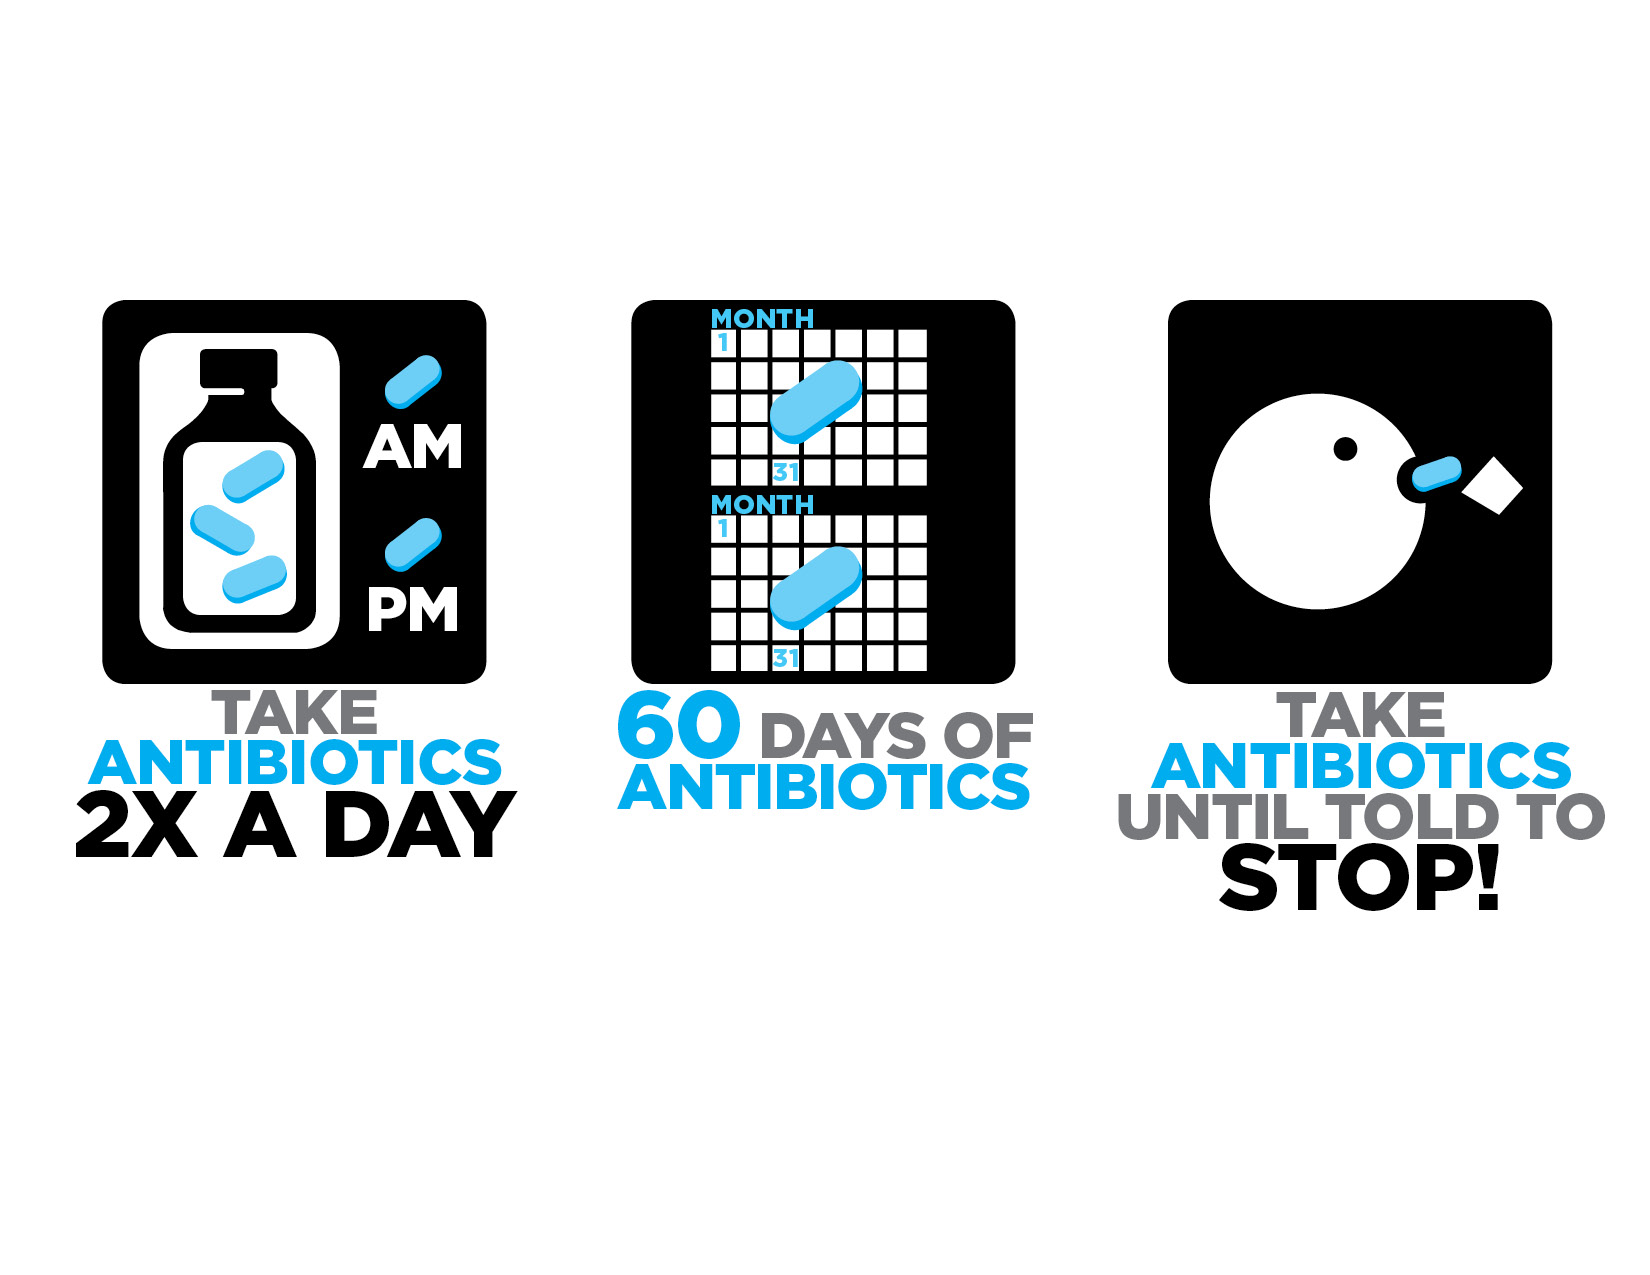 AM
PM
TAKE
ANTIBIOTICS
2X A DAY
MONTH
1
31
MONTH
1
31
60 DAYS OF
ANTIBIOTICS
TAKE
ANTIBIOTICS
UNTIL TOLD TO
STOP!